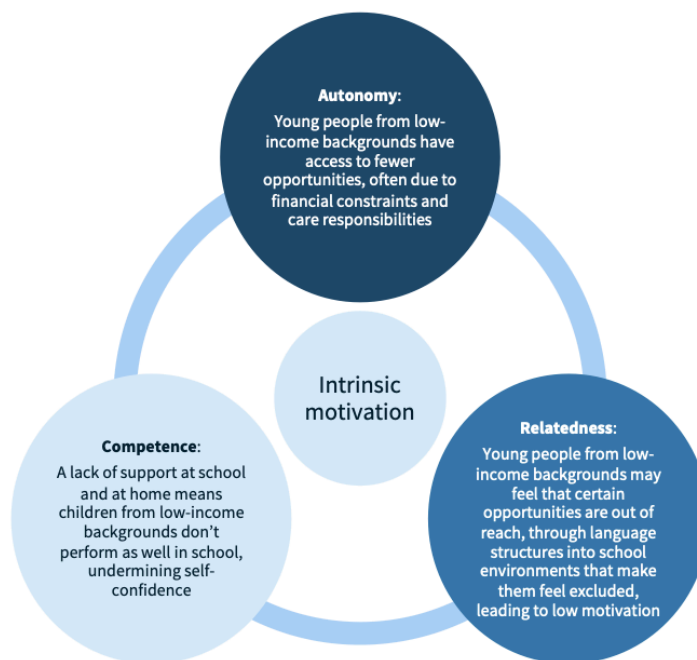 Autonomy:
Young people from low-
income backgrounds have
access to fewer
opportunities, often due to
financial constraints and
care responsibilities
Intrinsic
motivation
Competence:
A lack of support at school
and at home means
children from low-income
backgrounds don't
perform as well in school,
undermining self-
confidence
Relatedness:
Young people from low-
income backgrounds may
feel that certain
opportunities are out of
reach, through language
structures into school
environments that make
them feel excluded,
leading to low motivation